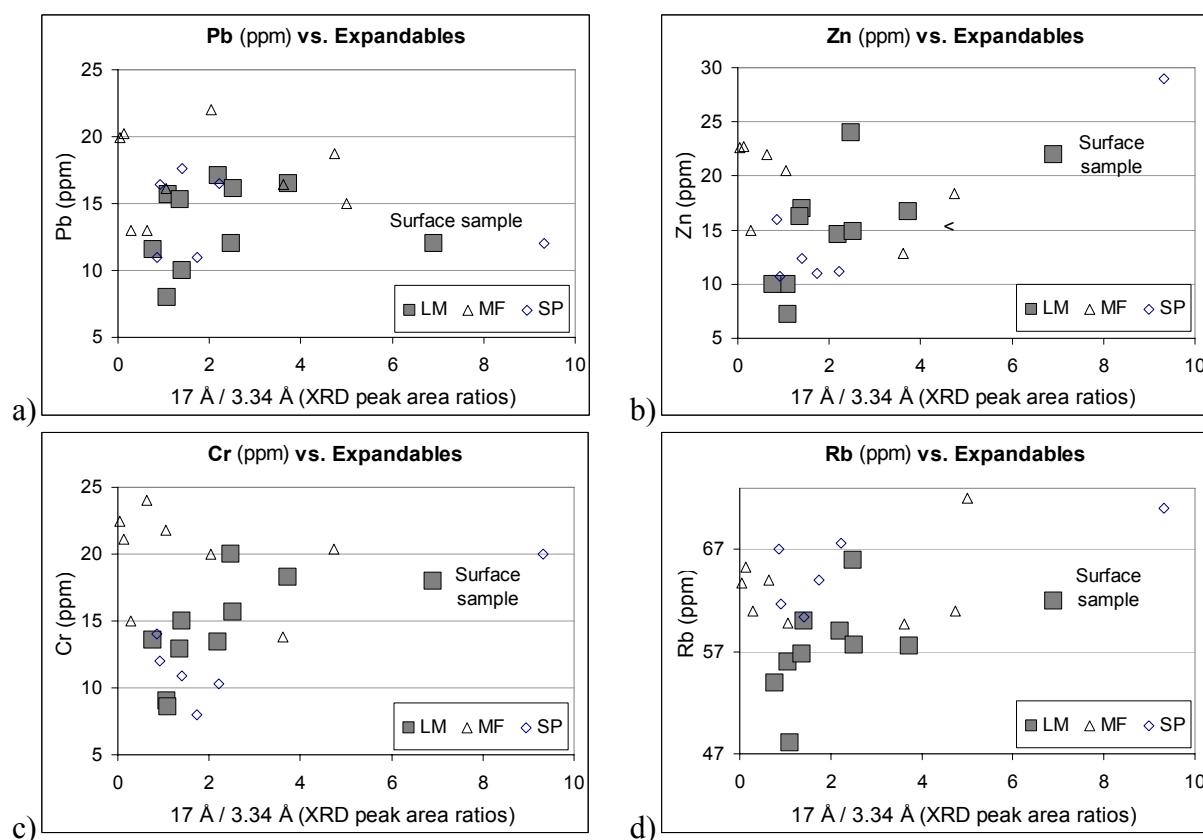 Pb (ppm) vs. Expandables
25
20
15
10
5
Pb (ppm)
Surface sample
LM MF SP
0 2 4 6 8 10
17 Å / 3.34 Å (XRD peak area ratios)
a)
Zn (ppm) vs. Expandables
30
25
20
15
10
5
Zn (ppm)
Surface
sample
<
LM MF SP
0 2 4 6 8 10
17 Å / 3.34 Å (XRD peak area ratios)
b)
Cr (ppm) vs. Expandables
25
20
15
10
5
Cr (ppm)
Surface
sample
LM MF SP
0 2 4 6 8 10
17 Å / 3.34 Å (XRD peak area ratios)
c)
Rb (ppm) vs. Expandables
67
57
47
Rb (ppm)
Surface
sample
LM MF SP
0 2 4 6 8 10
17 Å / 3.34 Å (XRD peak area ratios)
d)